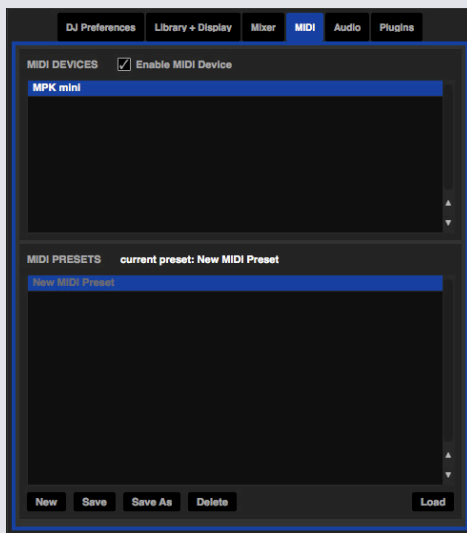 DJ Preferences Library + Display Mixer MIDI Audio Plugins
MIDI DEVICES Enable MIDI Device
MPK mini
MIDI PRESETS current preset: New MIDI Preset
New MIDI Preset
New Save Save As Delete Load